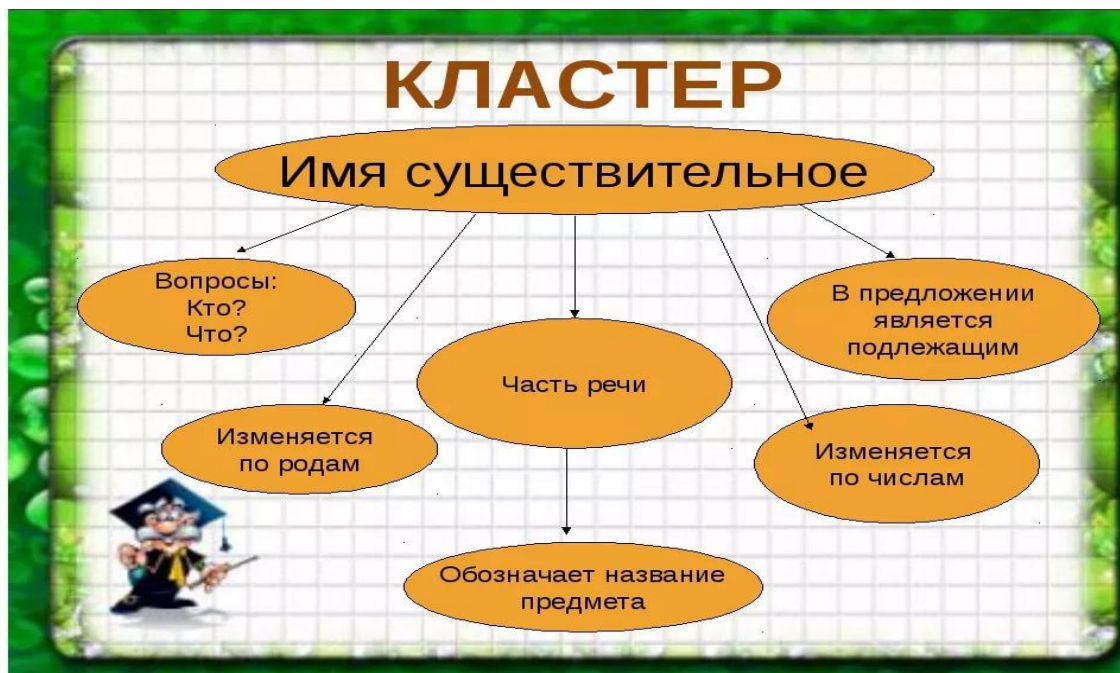 КЛАСТЕР
Имя существительное
Вопросы:
Кто?
Что?
В предложении
является
подлежащим
Часть речи
Изменяется
по родам
Изменяется
по числам
Обозначает название
предмета